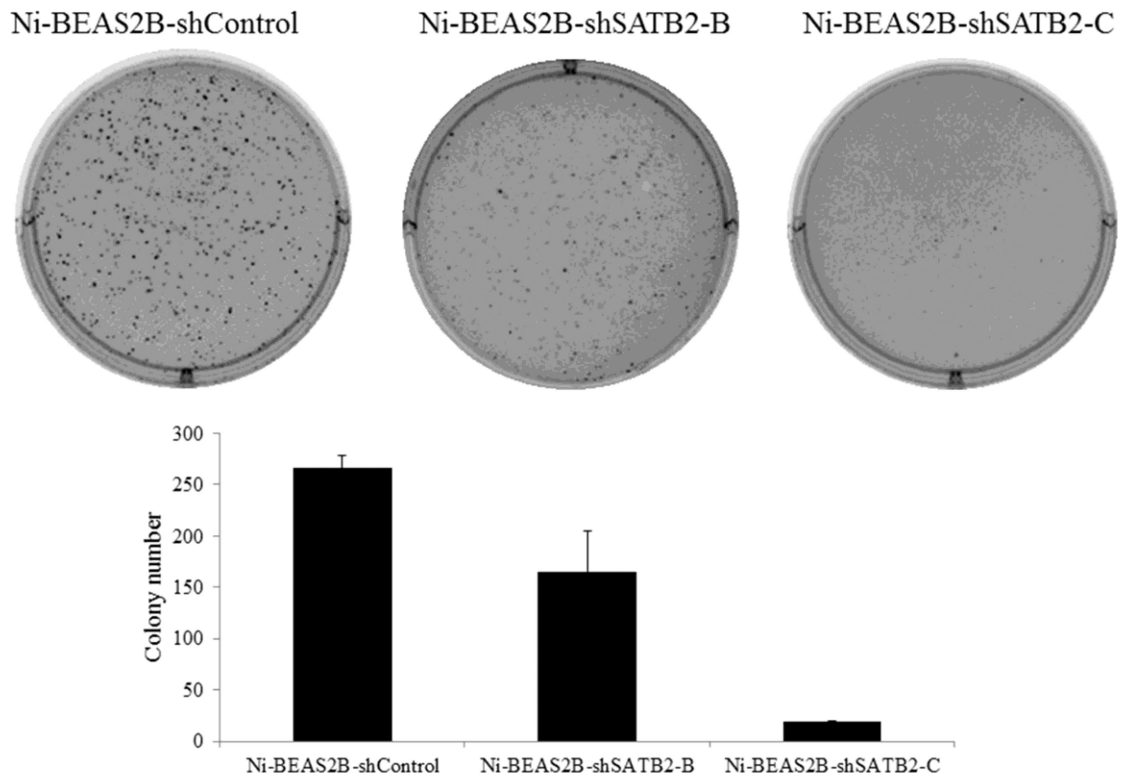 Ni-BEAS2B-shControl
Ni-BEAS2B-shSATB2-B
Ni-BEAS2B-shSATB2-C
300
250
200
150
100
50
0
Colony number
Ni-BEAS2B-shControl
Ni-BEAS2B-shSATB2-B
Ni-BEAS2B-shSATB2-C